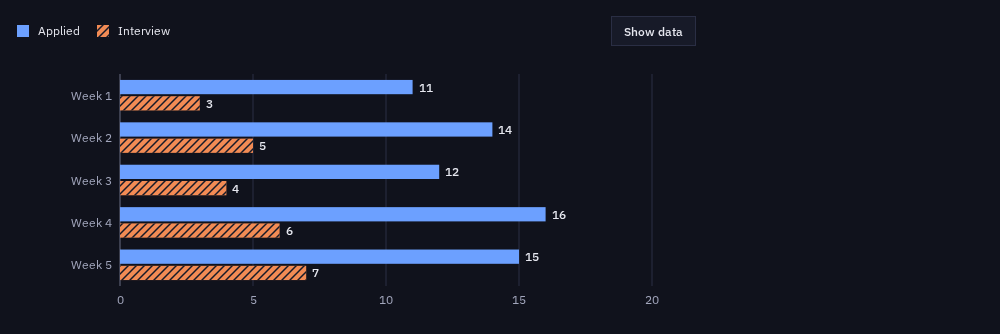 Applied Interview Show data
Week 1 11
3
Week 2 14
5
Week 3 12
4
Week 4 16
6
Week 5 15
7
0 5 10 15 20